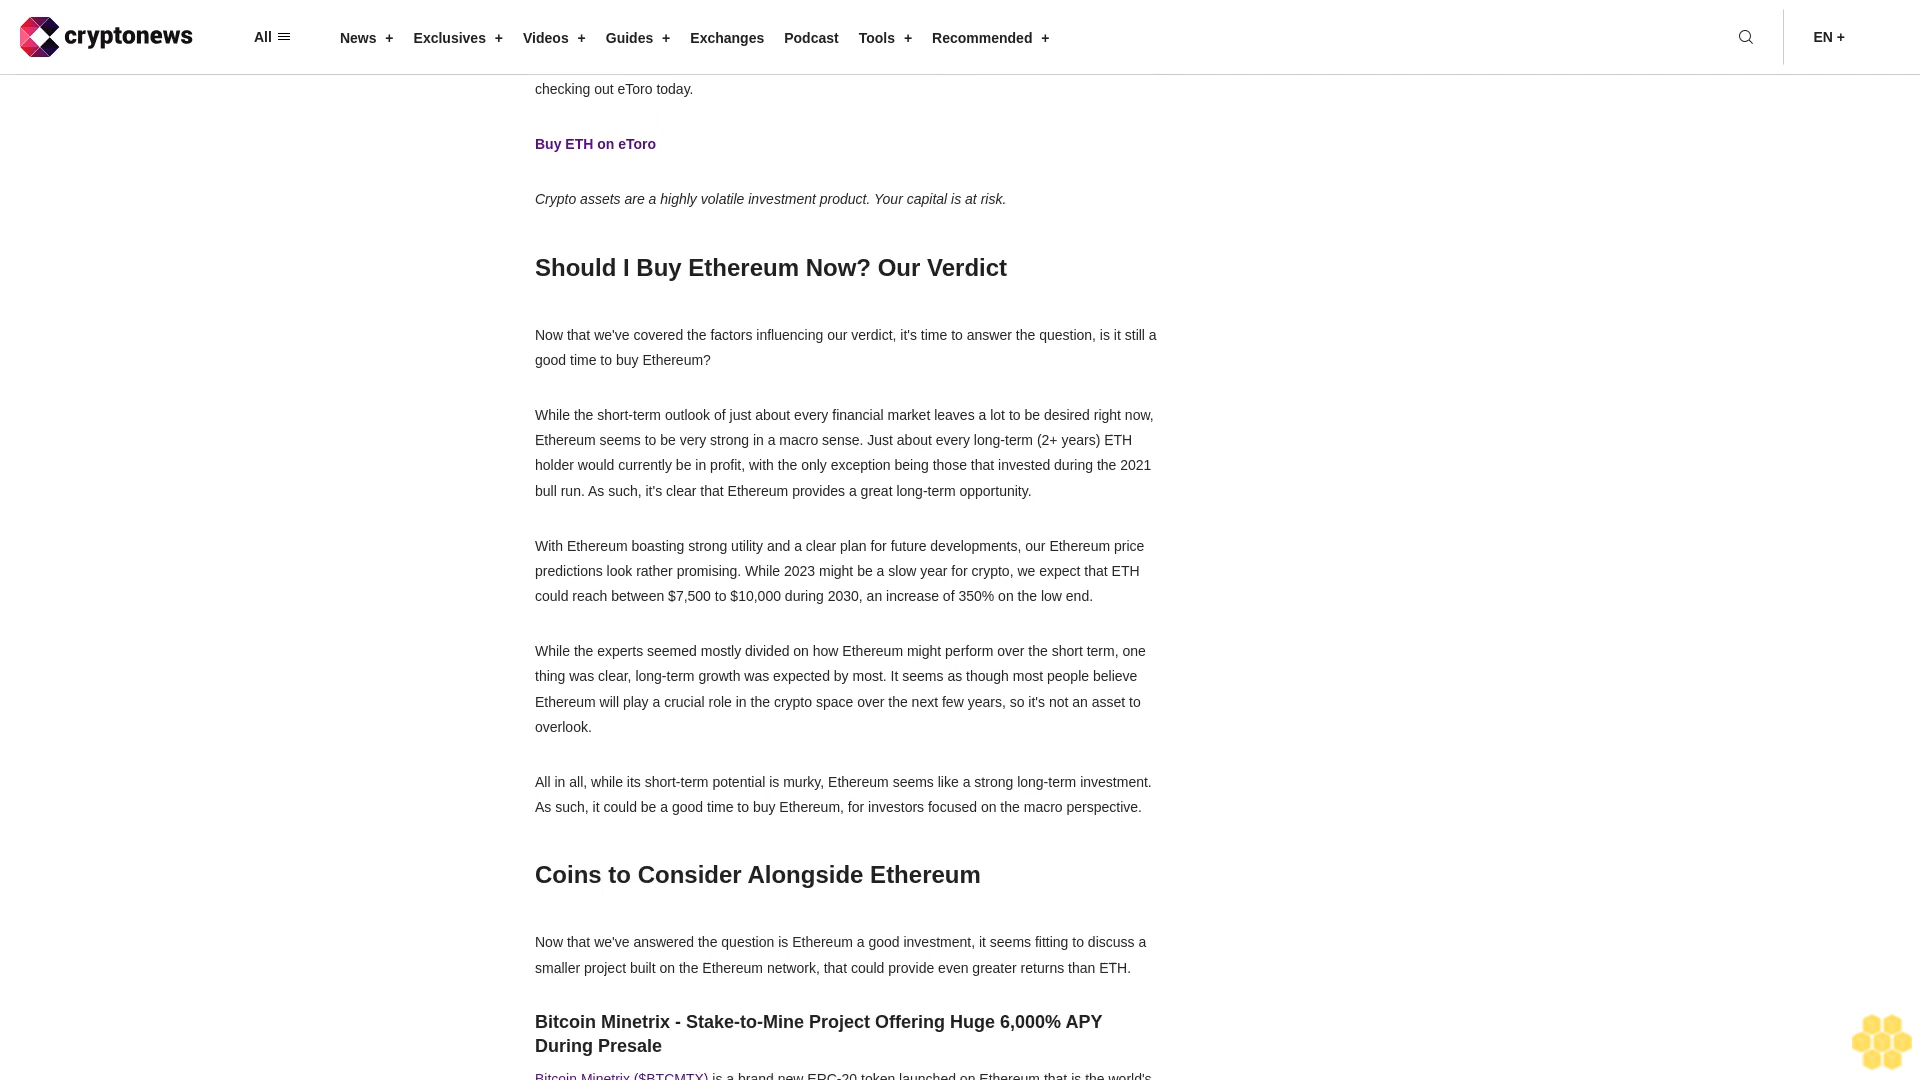 cryptonews
All
News +
Exclusives +
Videos +
Guides +
Exchanges
Podcast
Tools +
Recommended +
EN +
checking out eToro today.
Buy ETH on eToro
Crypto assets are a highly volatile investment product. Your capital is at risk.
Should I Buy Ethereum Now? Our Verdict
Now that we've covered the factors influencing our verdict, it's time to answer the question, is it still a
good time to buy Ethereum?
While the short-term outlook of just about every financial market leaves a lot to be desired right now,
Ethereum seems to be very strong in a macro sense. Just about every long-term (2+ years) ETH
holder would currently be in profit, with the only exception being those that invested during the 2021
bull run. As such, it's clear that Ethereum provides a great long-term opportunity.
With Ethereum boasting strong utility and a clear plan for future developments, our Ethereum price
predictions look rather promising. While 2023 might be a slow year for crypto, we expect that ETH
could reach between $7,500 to $10,000 during 2030, an increase of 350% on the low end.
While the experts seemed mostly divided on how Ethereum might perform over the short term, one
thing was clear, long-term growth was expected by most. It seems as though most people believe
Ethereum will play a crucial role in the crypto space over the next few years, so it's not an asset to
overlook.
All in all, while its short-term potential is murky, Ethereum seems like a strong long-term investment.
As such, it could be a good time to buy Ethereum, for investors focused on the macro perspective.
Coins to Consider Alongside Ethereum
Now that we've answered the question is Ethereum a good investment, it seems fitting to discuss a
smaller project built on the Ethereum network, that could provide even greater returns than ETH.
Bitcoin Minetrix - Stake-to-Mine Project Offering Huge 6,000% APY
During Presale
Bitcoin Minetrix ($BTCMTX) is a brand new ERC-20 token launched on Ethereum that is the world's